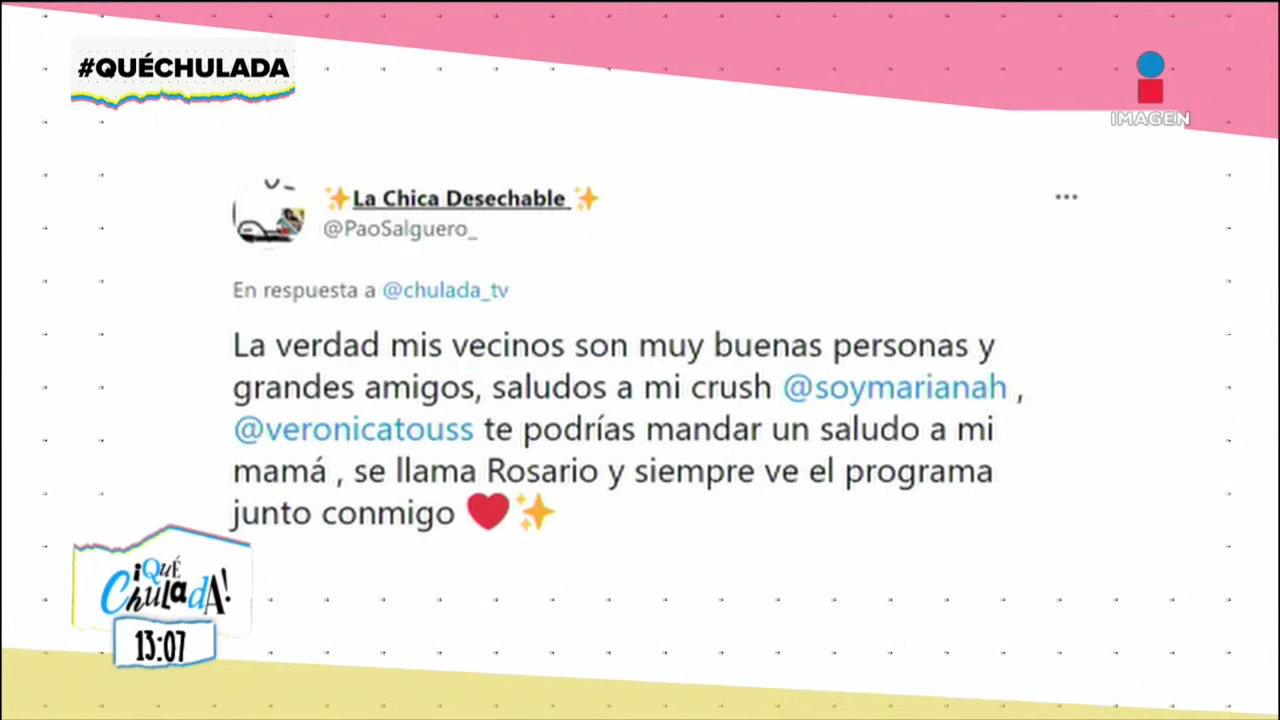 #QUÉCHULADA
IMAGEN
✨La Chica Desechable ✨
@PaoSalguero_
En respuesta a @chulada_tv
La verdad mis vecinos son muy buenas personas y
grandes amigos, saludos a mi crush @soymarianah ,
@veronicatouss te podrías mandar un saludo a mi
mamá , se llama Rosario y siempre ve el programa
junto conmigo ❤️✨
¡QuÉ
ChuladA!
13:07